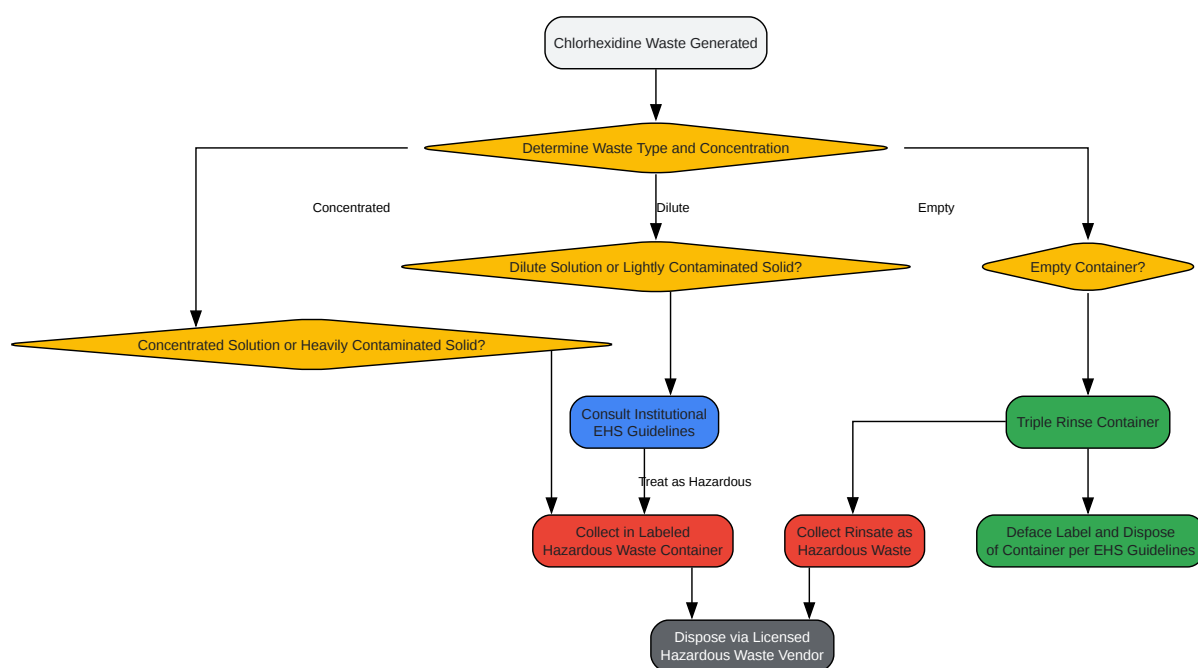 Chlorhexidine Waste Generated
Determine Waste Type and Concentration
Concentrated
Dilute
Empty
Dilute Solution or Lightly Contaminated Solid?
Empty Container?
Concentrated Solution or Heavily Contaminated Solid?
Consult Institutional
EHS Guidelines
Triple Rinse Container
Treat as Hazardous
Collect in Labeled
Hazardous Waste Container
Collect Rinsate as
Hazardous Waste
Deface Label and Dispose
of Container per EHS Guidelines
Dispose via Licensed
Hazardous Waste Vendor